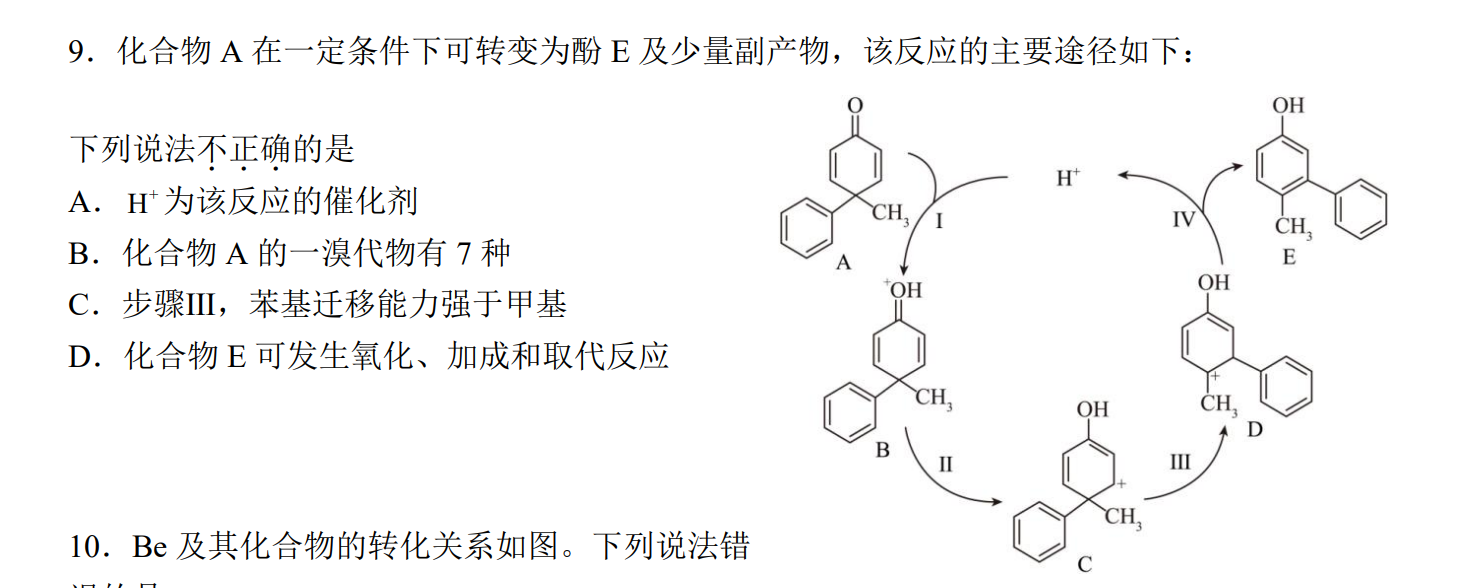 9．化合物 A 在一定条件下可转变为酚 E 及少量副产物，该反应的主要途径如下：
下列说法不正确的是
A．H⁺为该反应的催化剂
B．化合物 A 的一溴代物有 7 种
C．步骤III，苯基迁移能力强于甲基
D．化合物 E 可发生氧化、加成和取代反应
O
CH₃
A
I
H⁺
IV
OH
CH₃
E
⁺OH
CH₃
B
II
OH
+
CH₃
C
III
OH
+
CH₃
D
10．Be 及其化合物的转化关系如图。下列说法错